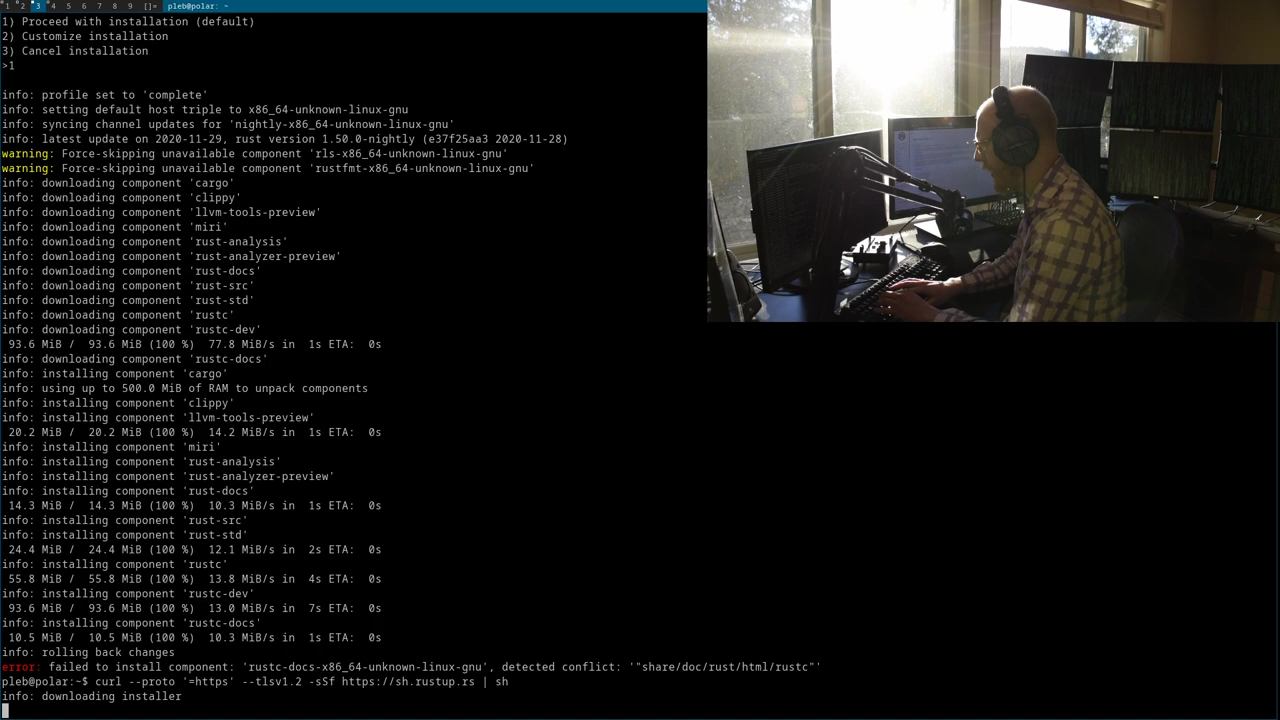 1 2 3 4 5 6 7 8 9 []= pleb@polar: ~
1) Proceed with installation (default)
2) Customize installation
3) Cancel installation
>1
info: profile set to 'complete'
info: setting default host triple to x86_64-unknown-linux-gnu
info: syncing channel updates for 'nightly-x86_64-unknown-linux-gnu'
info: latest update on 2020-11-29, rust version 1.50.0-nightly (e37f25aa3 2020-11-28)
warning: Force-skipping unavailable component 'rls-x86_64-unknown-linux-gnu'
warning: Force-skipping unavailable component 'rustfmt-x86_64-unknown-linux-gnu'
info: downloading component 'cargo'
info: downloading component 'clippy'
info: downloading component 'llvm-tools-preview'
info: downloading component 'miri'
info: downloading component 'rust-analysis'
info: downloading component 'rust-analyzer-preview'
info: downloading component 'rust-docs'
info: downloading component 'rust-src'
info: downloading component 'rust-std'
info: downloading component 'rustc'
info: downloading component 'rustc-dev'
93.6 MiB / 93.6 MiB (100 %) 77.8 MiB/s in 1s ETA: 0s
info: downloading component 'rustc-docs'
info: installing component 'cargo'
info: using up to 500.0 MiB of RAM to unpack components
info: installing component 'clippy'
info: installing component 'llvm-tools-preview'
20.2 MiB / 20.2 MiB (100 %) 14.2 MiB/s in 1s ETA: 0s
info: installing component 'miri'
info: installing component 'rust-analysis'
info: installing component 'rust-analyzer-preview'
info: installing component 'rust-docs'
14.3 MiB / 14.3 MiB (100 %) 10.3 MiB/s in 1s ETA: 0s
info: installing component 'rust-src'
info: installing component 'rust-std'
24.4 MiB / 24.4 MiB (100 %) 12.1 MiB/s in 2s ETA: 0s
info: installing component 'rustc'
55.8 MiB / 55.8 MiB (100 %) 13.8 MiB/s in 4s ETA: 0s
info: installing component 'rustc-dev'
93.6 MiB / 93.6 MiB (100 %) 13.0 MiB/s in 7s ETA: 0s
info: installing component 'rustc-docs'
10.5 MiB / 10.5 MiB (100 %) 10.3 MiB/s in 1s ETA: 0s
info: rolling back changes
error: failed to install component: 'rustc-docs-x86_64-unknown-linux-gnu', detected conflict: '"share/doc/rust/html/rustc"'
pleb@polar:~$ curl --proto '=https' --tlsv1.2 -sSf https://sh.rustup.rs | sh
info: downloading installer